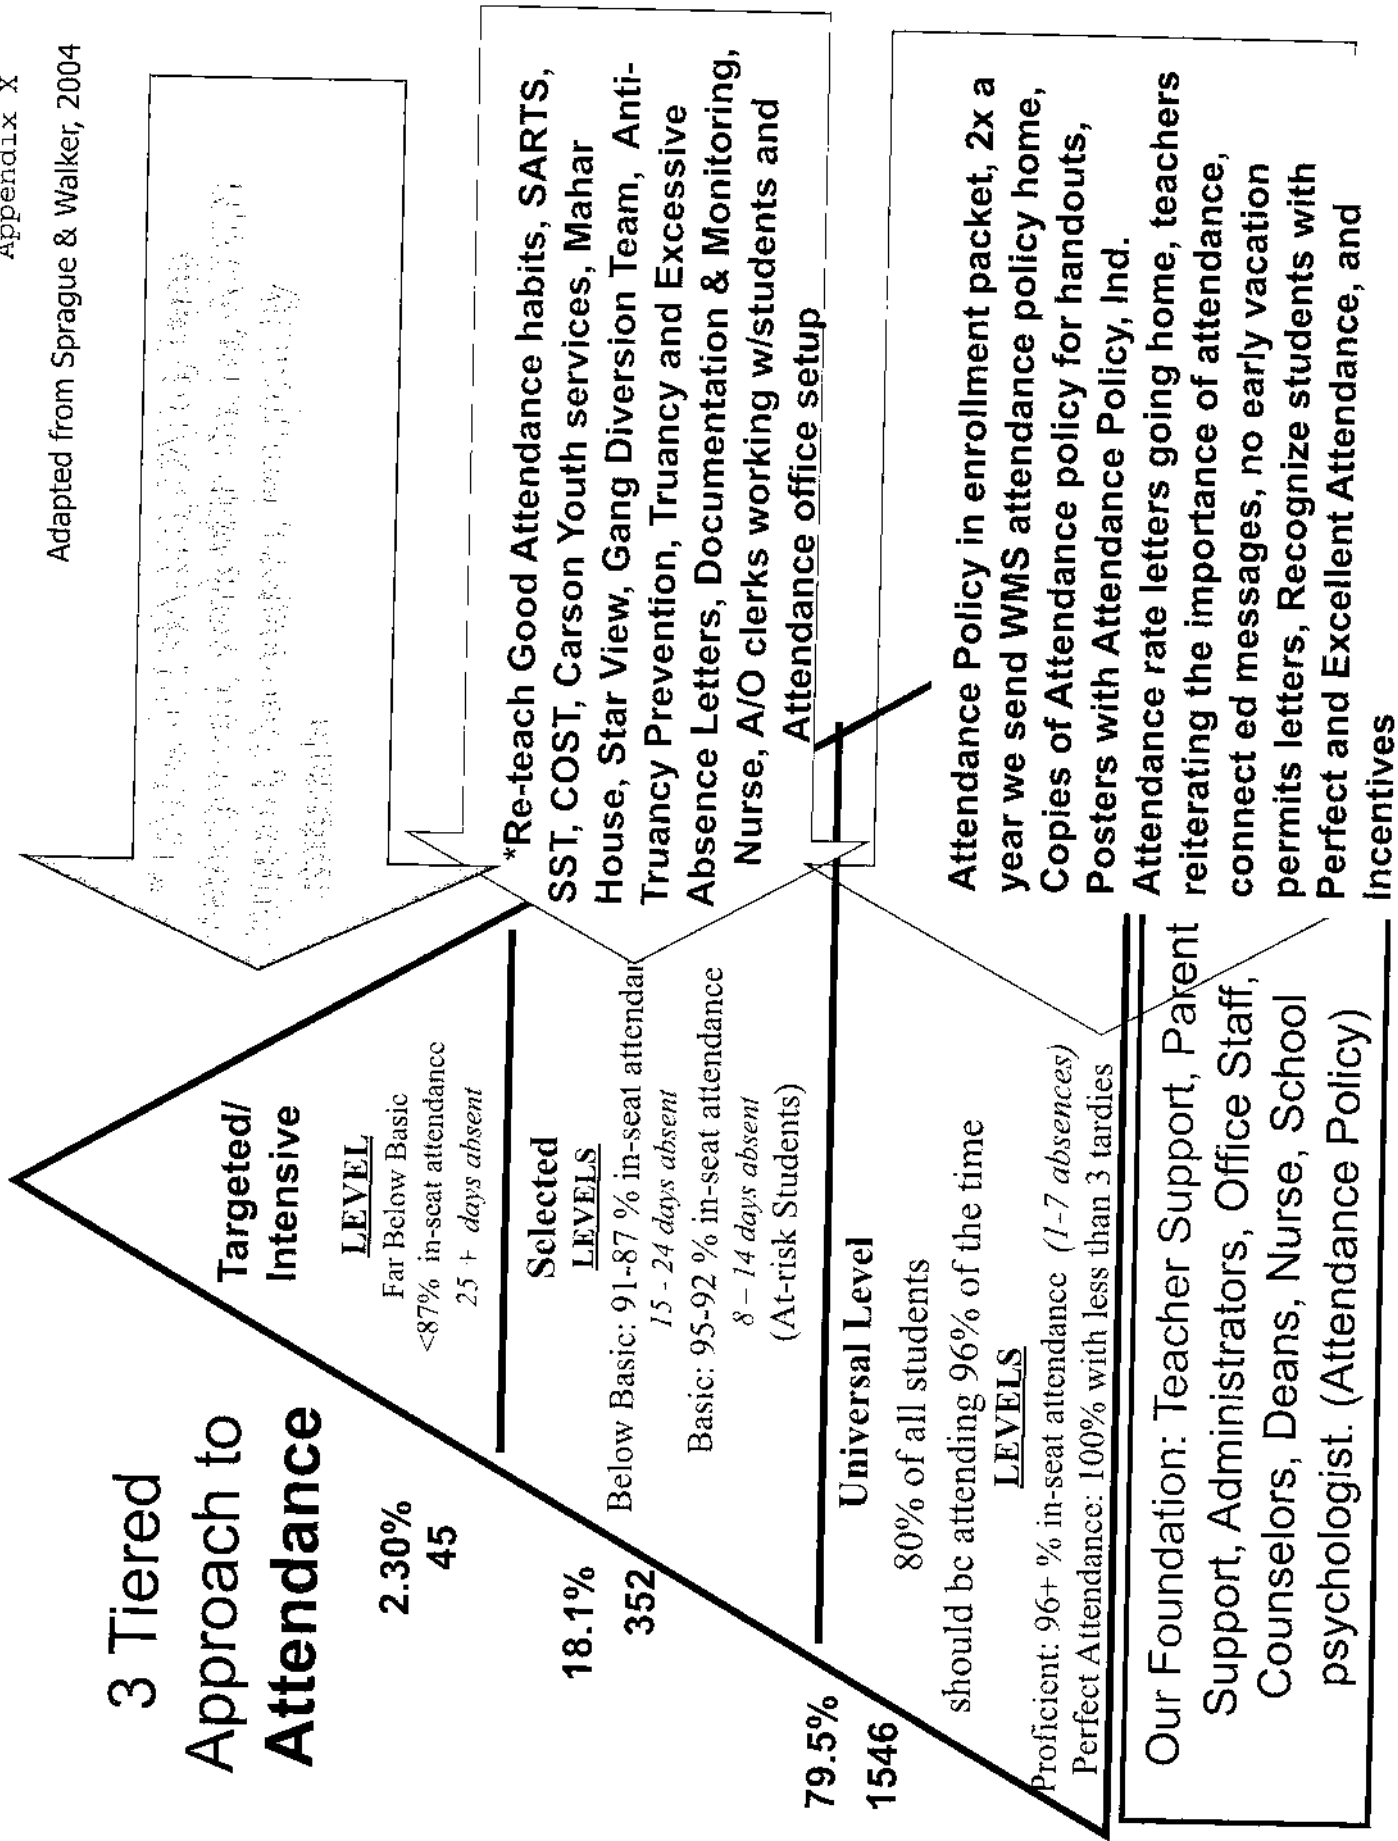 Appendix X
Adapted from Sprague & Walker, 2004
3 Tiered
Approach to
Attendance
2.30%
45
18.1%
352
79.5%
1546
Targeted/
Intensive
LEVEL
Far Below Basic
<87% in-seat attendance
25 + days absent
Selected
LEVELS
Below Basic: 91-87 % in-seat attendan
15 - 24 days absent
Basic: 95-92 % in-seat attendance
8 – 14 days absent
(At-risk Students)
Universal Level
80% of all students
should be attending 96% of the time
LEVELS
Proficient: 96+ % in-seat attendance (1-7 absences)
Perfect Attendance: 100% with less than 3 tardies
*Re-teach Good Attendance habits, SARTS,
SST, COST, Carson Youth services, Mahar
House, Star View, Gang Diversion Team, Anti-
Truancy Prevention, Truancy and Excessive
Absence Letters, Documentation & Monitoring,
Nurse, A/O clerks working w/students and
Attendance office setup
Attendance Policy in enrollment packet, 2x a
year we send WMS attendance policy home,
Copies of Attendance policy for handouts,
Posters with Attendance Policy, Ind.
Attendance rate letters going home, teachers
reiterating the importance of attendance,
connect ed messages, no early vacation
permits letters, Recognize students with
Perfect and Excellent Attendance, and
Incentives
Our Foundation: Teacher Support, Parent
Support, Administrators, Office Staff,
Counselors, Deans, Nurse, School
psychologist. (Attendance Policy)